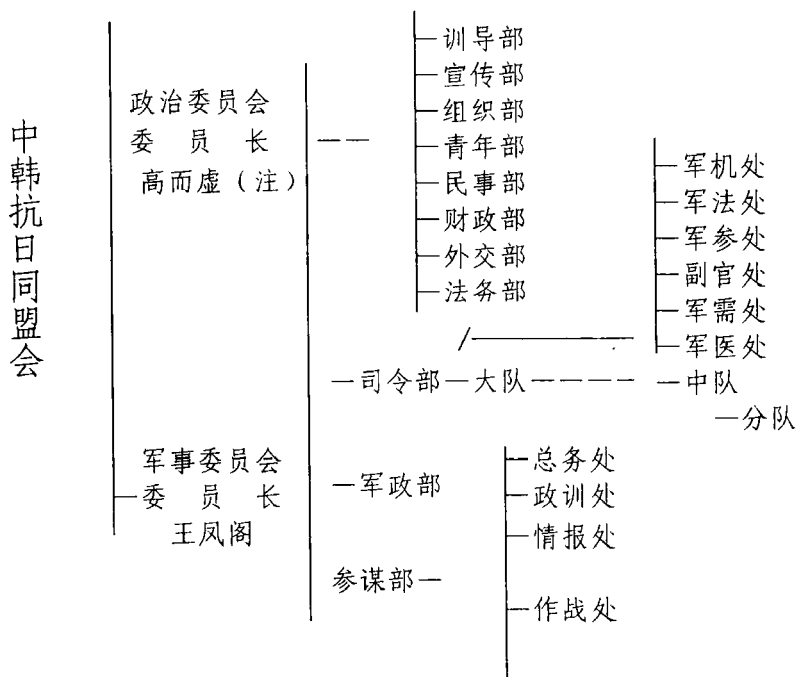 中韩抗日同盟会
政治委员会
委员长
高而虚（注）
训导部
宣传部
组织部
青年部
民事部
财政部
外交部
法务部
军机处
军法处
军参处
副官处
军需处
军医处
司令部
大队
中队
分队
军事委员会
委员长
王凤阁
军政部
参谋部
总务处
政训处
情报处
作战处